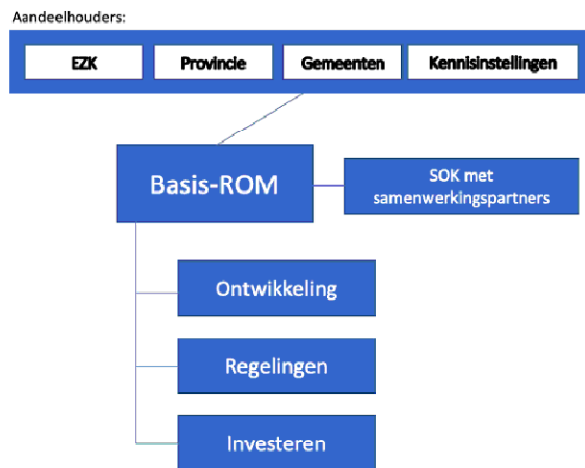 Aandeelhouders:
EZK
Provincie
Gemeenten
Kennisinstellingen
Basis-ROM
SOK met
samenwerkingspartners
Ontwikkeling
Regelingen
Investeren